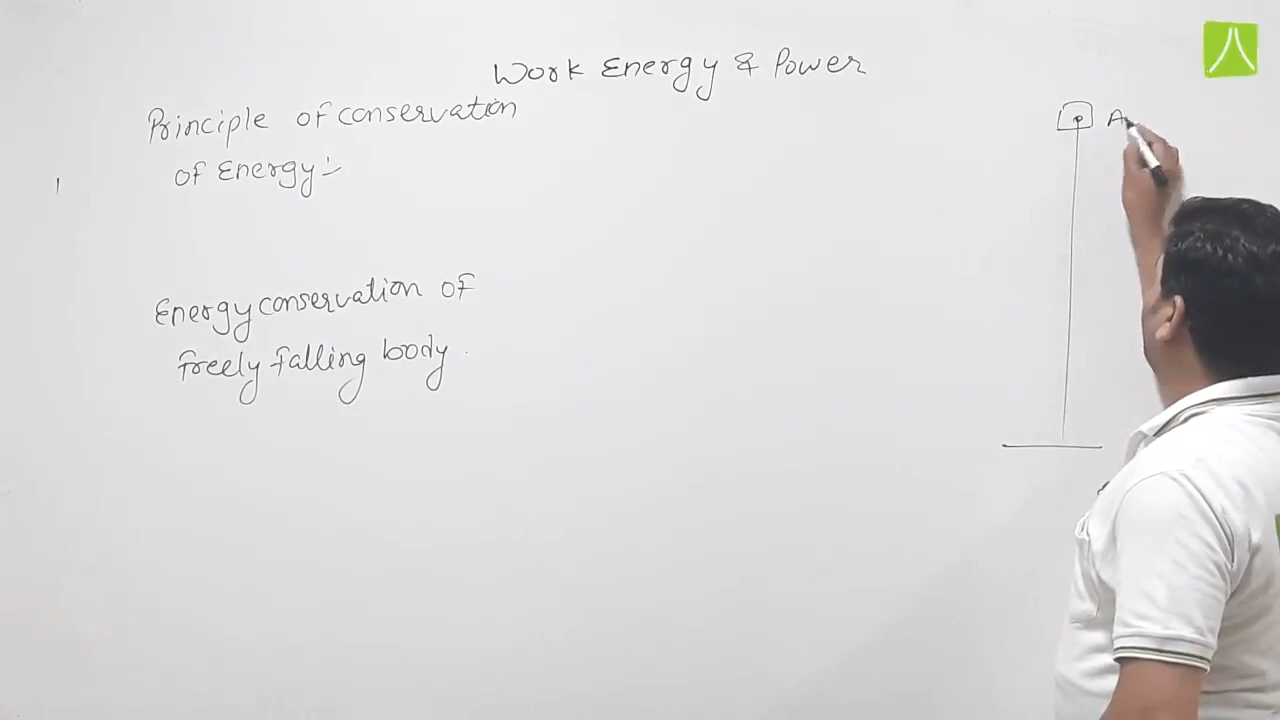 Work Energy & Power
Principle of conservation
of Energy:-
Energy conservation of
freely falling body.
A